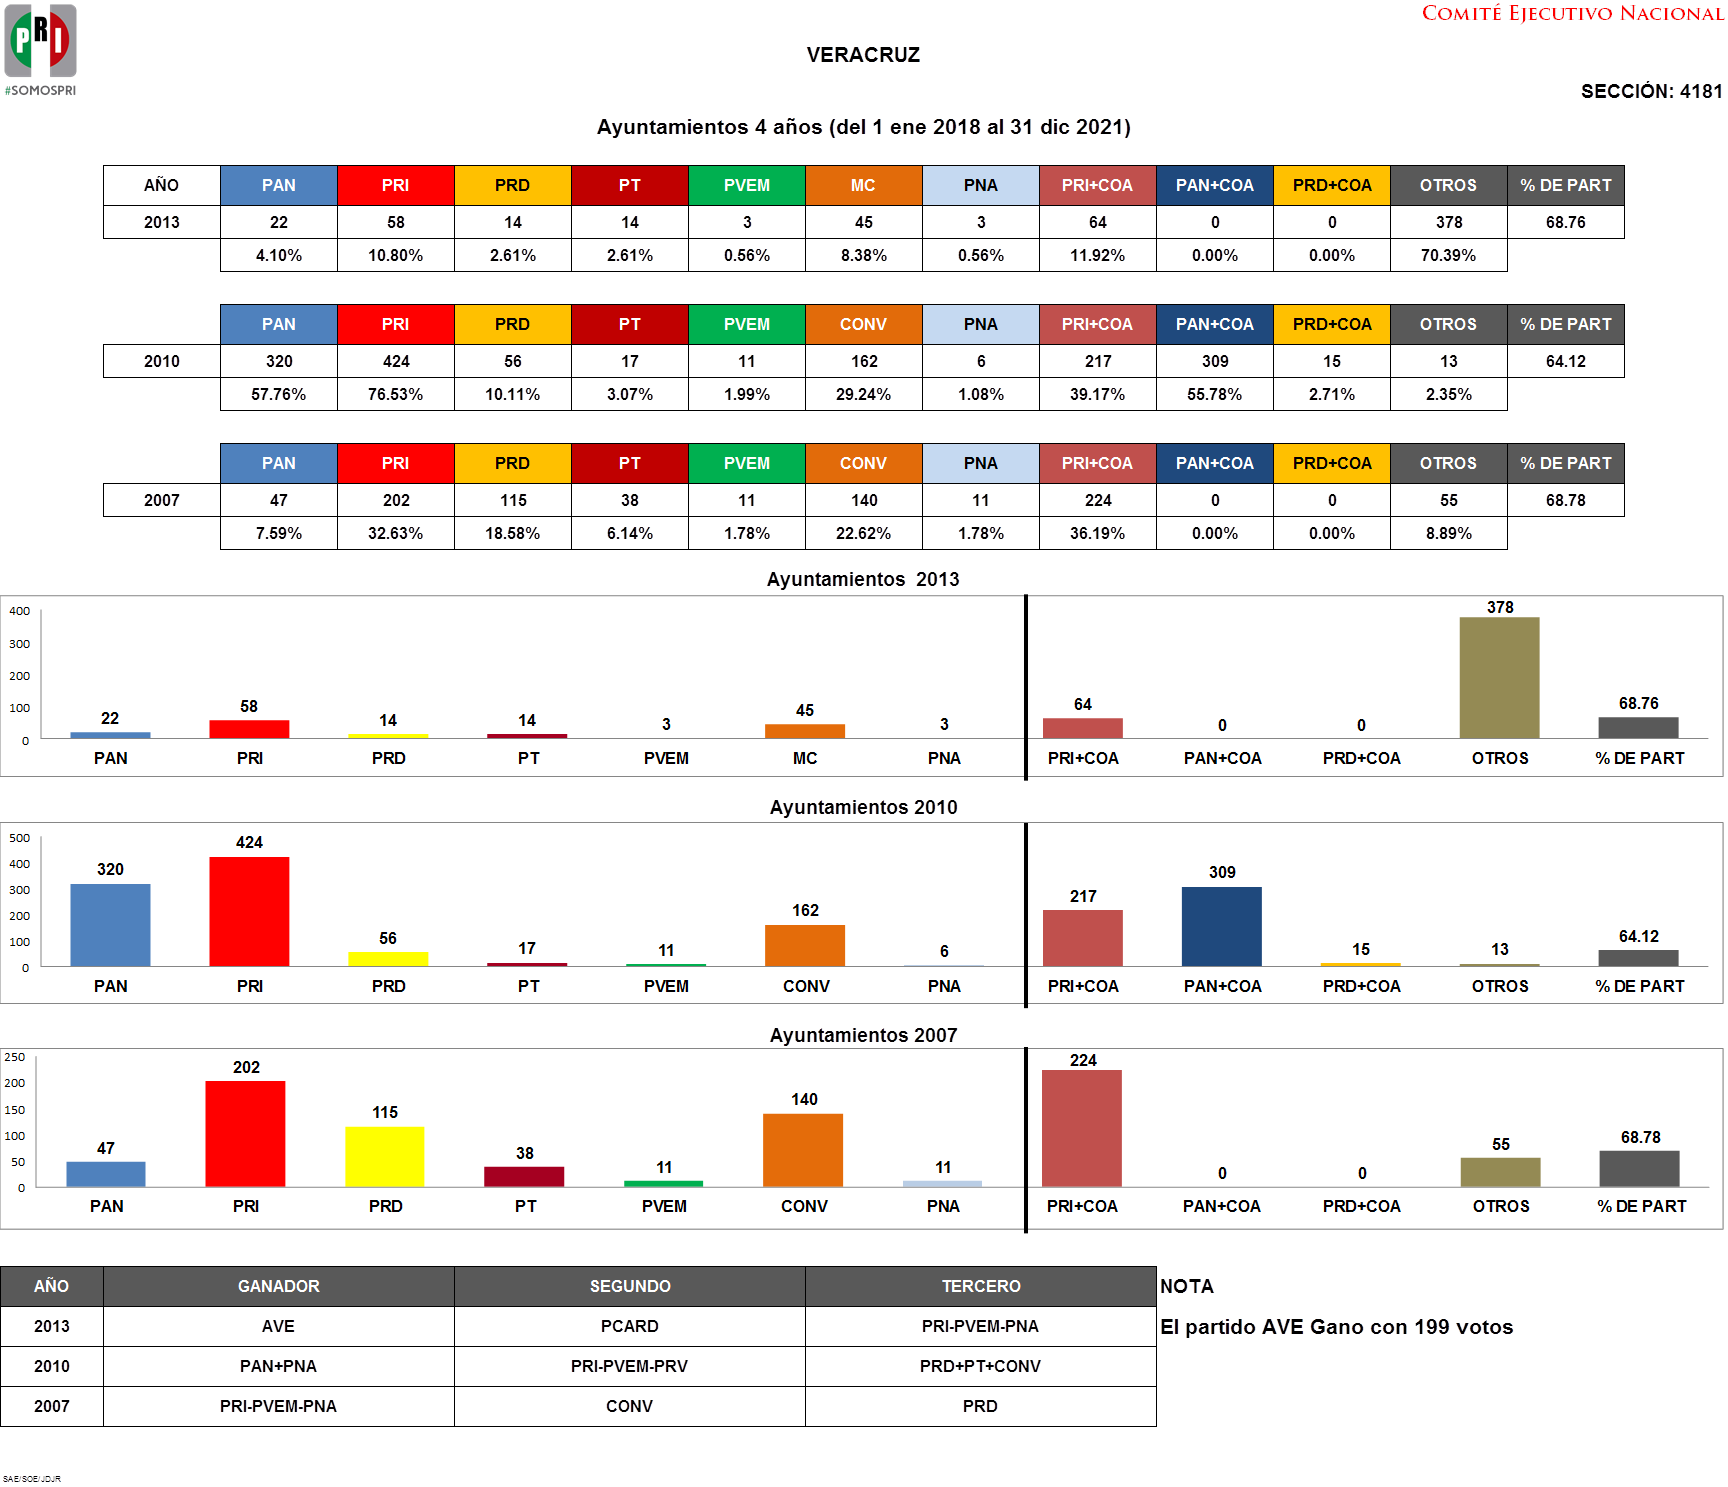 COMITÉ EJECUTIVO NACIONAL
PRI
#SOMOSPRI
VERACRUZ
SECCIÓN: 4181
Ayuntamientos 4 años (del 1 ene 2018 al 31 dic 2021)
AÑO PAN PRI PRD PT PVEM MC PNA PRI+COA PAN+COA PRD+COA OTROS % DE PART
2013 22 58 14 14 3 45 3 64 0 0 378 68.76
4.10% 10.80% 2.61% 2.61% 0.56% 8.38% 0.56% 11.92% 0.00% 0.00% 70.39%
PAN PRI PRD PT PVEM CONV PNA PRI+COA PAN+COA PRD+COA OTROS % DE PART
2010 320 424 56 17 11 162 6 217 309 15 13 64.12
57.76% 76.53% 10.11% 3.07% 1.99% 29.24% 1.08% 39.17% 55.78% 2.71% 2.35%
PAN PRI PRD PT PVEM CONV PNA PRI+COA PAN+COA PRD+COA OTROS % DE PART
2007 47 202 115 38 11 140 11 224 0 0 55 68.78
7.59% 32.63% 18.58% 6.14% 1.78% 22.62% 1.78% 36.19% 0.00% 0.00% 8.89%
Ayuntamientos 2013
400
300
200
100
0
22 58 14 14 3 45 3 64 0 0 378 68.76
PAN PRI PRD PT PVEM MC PNA PRI+COA PAN+COA PRD+COA OTROS % DE PART
Ayuntamientos 2010
500
400
300
200
100
0
320 424 56 17 11 162 6 217 309 15 13 64.12
PAN PRI PRD PT PVEM CONV PNA PRI+COA PAN+COA PRD+COA OTROS % DE PART
Ayuntamientos 2007
250
200
150
100
50
0
47 202 115 38 11 140 11 224 0 0 55 68.78
PAN PRI PRD PT PVEM CONV PNA PRI+COA PAN+COA PRD+COA OTROS % DE PART
AÑO GANADOR SEGUNDO TERCERO NOTA
2013 AVE PCARD PRI-PVEM-PNA El partido AVE Gano con 199 votos
2010 PAN+PNA PRI-PVEM-PRV PRD+PT+CONV
2007 PRI-PVEM-PNA CONV PRD
SAE/SOE/JDJR